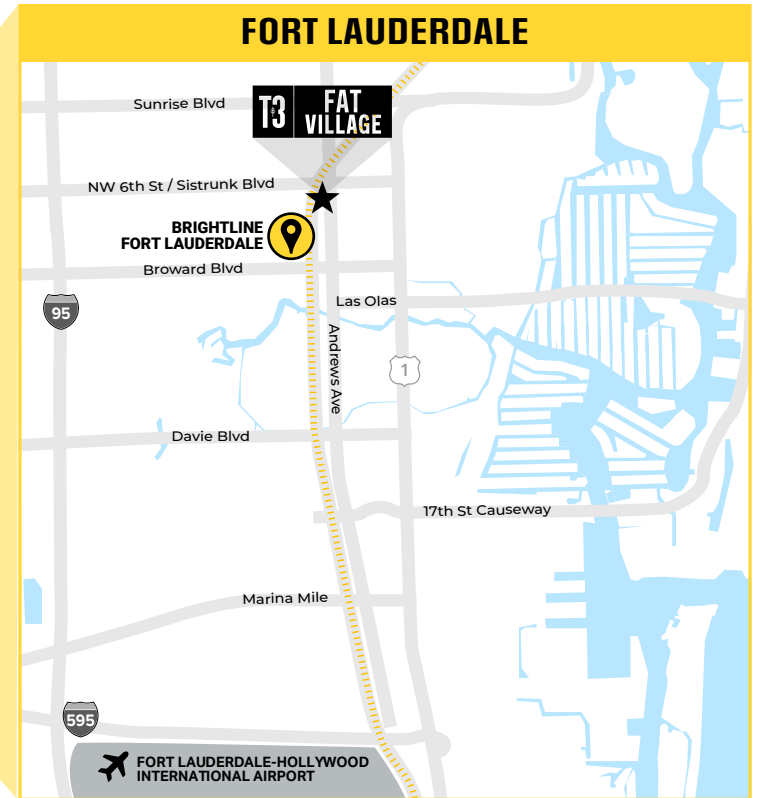 FORT LAUDERDALE
Sunrise Blvd
T3
FAT
VILLAGE
NW 6th St / Sistrunk Blvd
BRIGHTLINE
FORT LAUDERDALE
Broward Blvd
Las Olas
95
Andrews Ave
1
Davie Blvd
17th St Causeway
Marina Mile
595
FORT LAUDERDALE-HOLLYWOOD
INTERNATIONAL AIRPORT